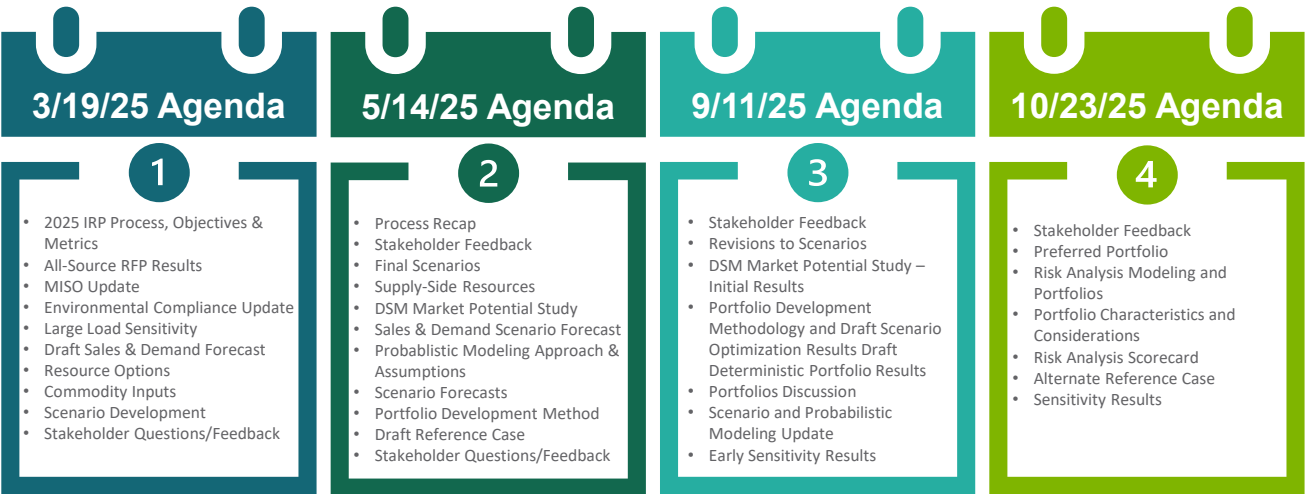 3/19/25 Agenda
1
• 2025 IRP Process, Objectives &
Metrics
• All-Source RFP Results
• MISO Update
• Environmental Compliance Update
• Large Load Sensitivity
• Draft Sales & Demand Forecast
• Resource Options
• Commodity Inputs
• Scenario Development
• Stakeholder Questions/Feedback
5/14/25 Agenda
2
• Process Recap
• Stakeholder Feedback
• Final Scenarios
• Supply-Side Resources
• DSM Market Potential Study
• Sales & Demand Scenario Forecast
• Probablistic Modeling Approach &
Assumptions
• Scenario Forecasts
• Portfolio Development Method
• Draft Reference Case
• Stakeholder Questions/Feedback
9/11/25 Agenda
3
• Stakeholder Feedback
• Revisions to Scenarios
• DSM Market Potential Study –
Initial Results
• Portfolio Development
Methodology and Draft Scenario
Optimization Results Draft
Deterministic Portfolio Results
• Portfolios Discussion
• Scenario and Probabilistic
Modeling Update
• Early Sensitivity Results
10/23/25 Agenda
4
• Stakeholder Feedback
• Preferred Portfolio
• Risk Analysis Modeling and
Portfolios
• Portfolio Characteristics and
Considerations
• Risk Analysis Scorecard
• Alternate Reference Case
• Sensitivity Results